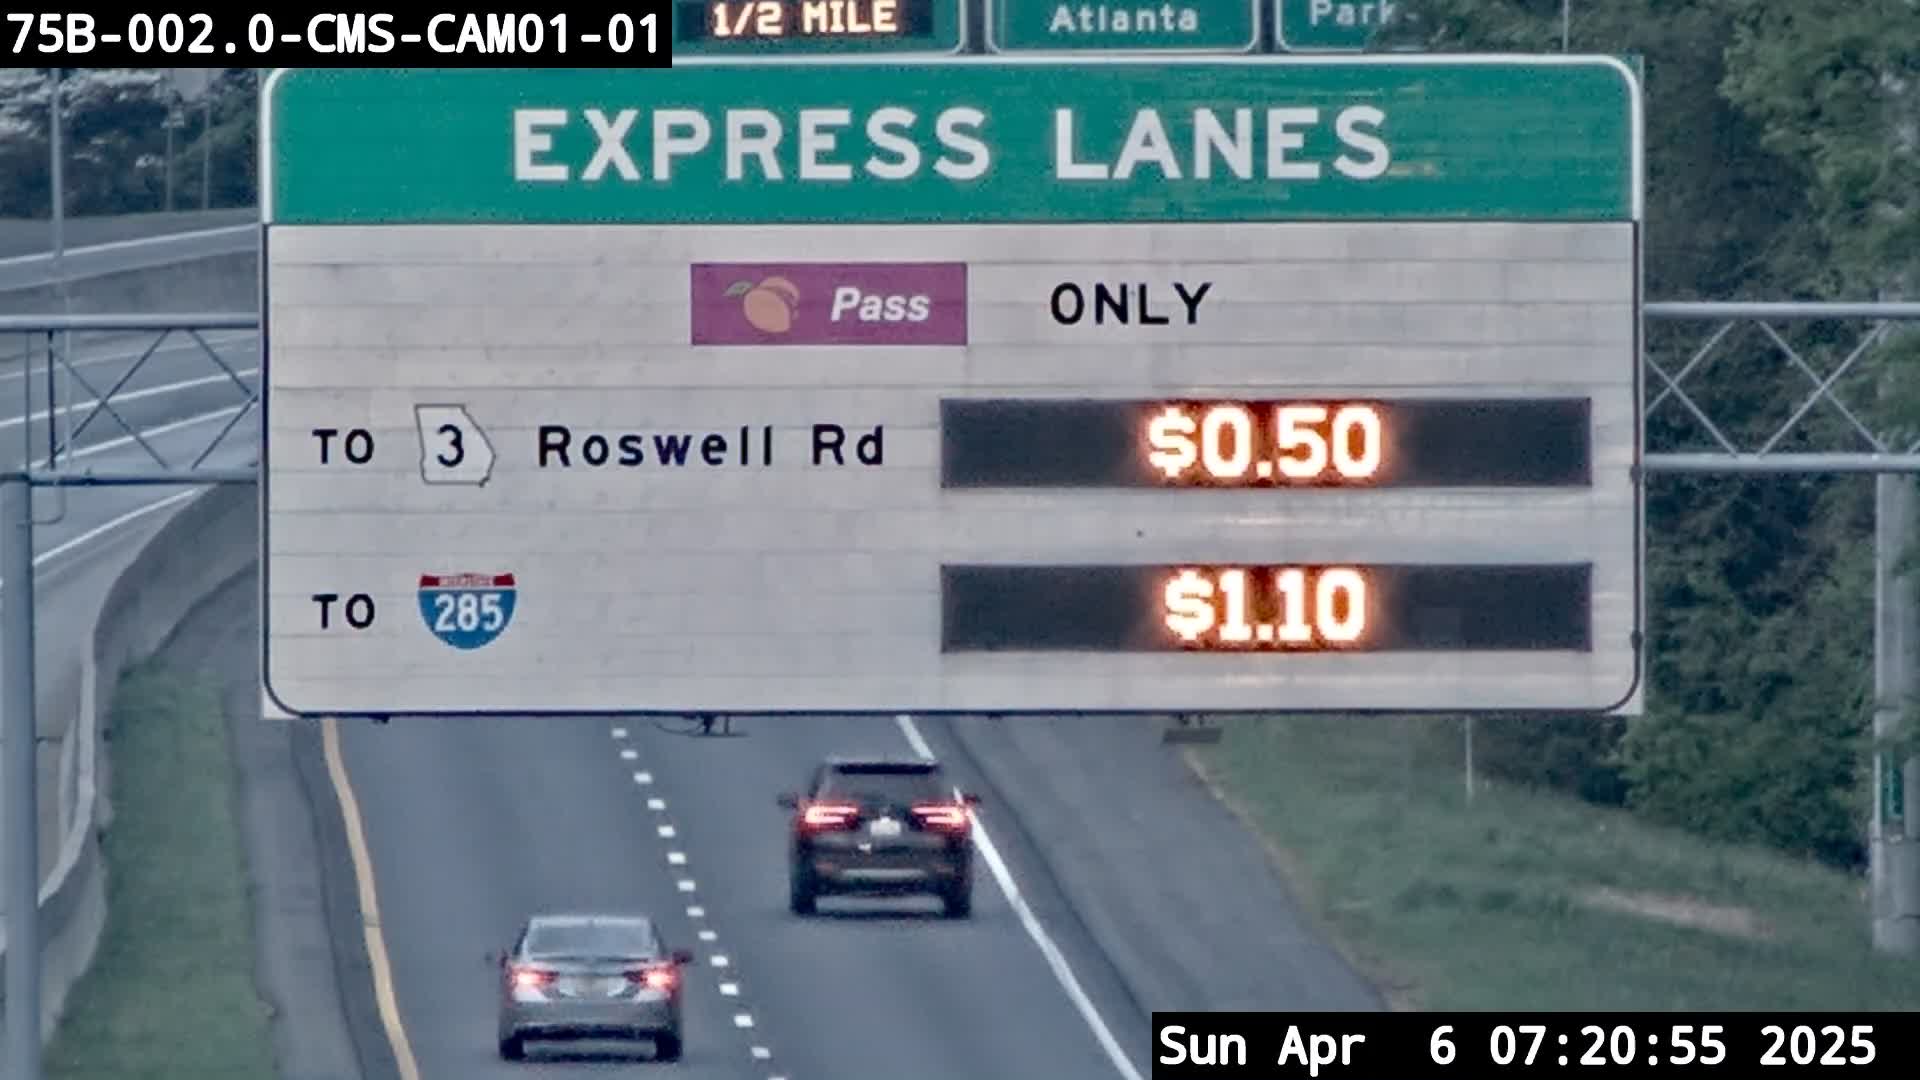 75B-002.0-CMS-CAM01-01
1/2 MILE
Atlanta
Park
EXPRESS LANES
Pass ONLY
TO 3 Roswell Rd $0.50
TO 285 $1.10
Sun Apr 6 07:20:55 2025